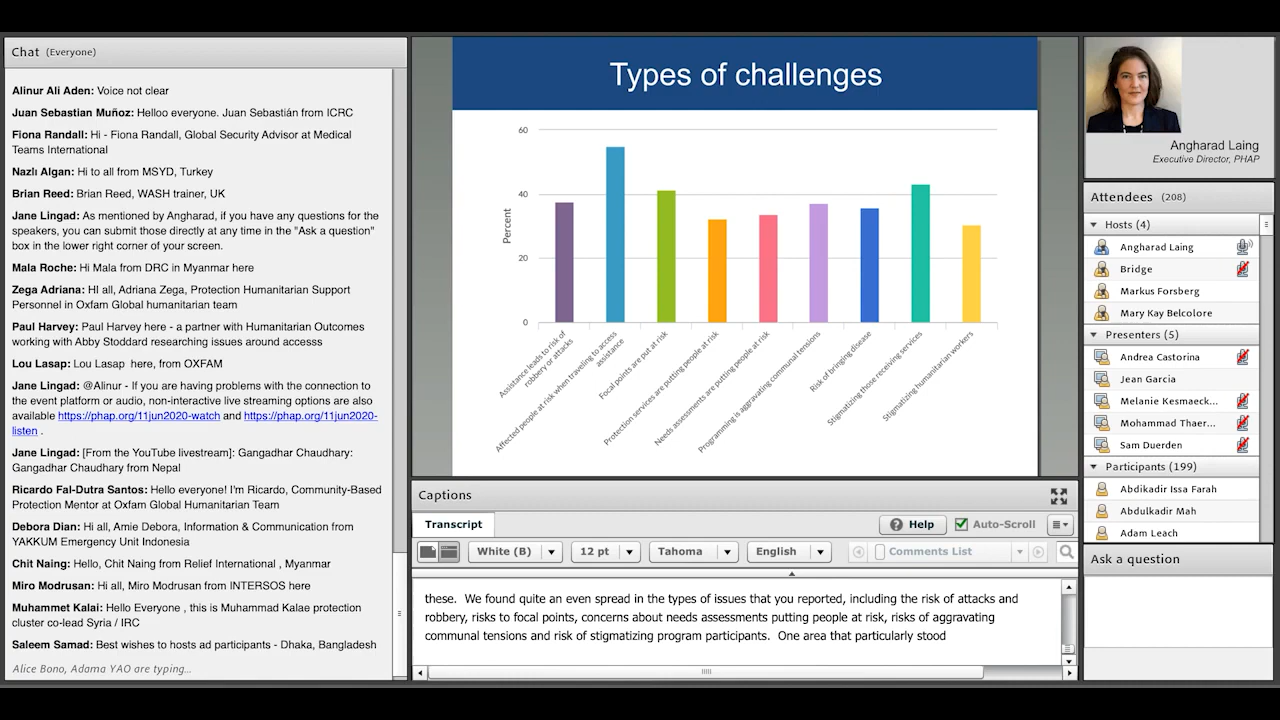 Chat (Everyone)
Alinur Ali Aden: Voice not clear
Juan Sebastian Muñoz: Helloo everyone. Juan Sebastián from ICRC
Fiona Randall: Hi - Fiona Randall, Global Security Advisor at Medical
Teams International
Nazlı Algan: Hi to all from MSYD, Turkey
Brian Reed: Brian Reed, WASH trainer, UK
Jane Lingad: As mentioned by Angharad, if you have any questions for the
speakers, you can submit those directly at any time in the "Ask a question"
box in the lower right corner of your screen.
Mala Roche: Hi Mala from DRC in Myanmar here
Zega Adriana: HI all, Adriana Zega, Protection Humanitarian Support
Personnel in Oxfam Global humanitarian team
Paul Harvey: Paul Harvey here - a partner with Humanitarian Outcomes
working with Abby Stoddard researching issues around accesss
Lou Lasap: Lou Lasap here, from OXFAM
Jane Lingad: @Alinur - If you are having problems with the connection to
the event platform or audio, non-interactive live streaming options are also
available https://phap.org/11jun2020-watch and https://phap.org/11jun2020-
listen .
Jane Lingad: [From the YouTube livestream]: Gangadhar Chaudhary:
Gangadhar Chaudhary from Nepal
Ricardo Fal-Dutra Santos: Hello everyone! I'm Ricardo, Community-Based
Protection Mentor at Oxfam Global Humanitarian Team
Debora Dian: Hi all, Amie Debora, Information & Communication from
YAKKUM Emergency Unit Indonesia
Chit Naing: Hello, Chit Naing from Relief International , Myanmar
Miro Modrusan: Hi all, Miro Modrusan from INTERSOS here
Muhammet Kalai: Hello Everyone , this is Muhammad Kalae protection
cluster co-lead Syria / IRC
Saleem Samad: Best wishes to hosts ad participants - Dhaka, Bangladesh
Alice Bono, Adama YAO are typing...
Types of challenges
60
40
20
0
Percent
Assistance leads to risk of
robbery or attacks
Affected people at risk when traveling to access
assistance
Focal points are put at risk
Protection services are putting people at risk
Needs assessments are putting people at risk
Programming is aggravating communal tensions
Risk of bringing disease
Stigmatizing those receiving services
Stigmatizing humanitarian workers
Captions
Transcript
Help
Auto-Scroll
White (B)
12 pt
Tahoma
English
Comments List
these. We found quite an even spread in the types of issues that you reported, including the risk of attacks and
robbery, risks to focal points, concerns about needs assessments putting people at risk, risks of aggravating
communal tensions and risk of stigmatizing program participants. One area that particularly stood
Angharad Laing
Executive Director, PHAP
Attendees (208)
Hosts (4)
Angharad Laing
Bridge
Markus Forsberg
Mary Kay Belcolore
Presenters (5)
Andrea Castorina
Jean Garcia
Melanie Kesmaeck...
Mohammad Thaer...
Sam Duerden
Participants (199)
Abdikadir Issa Farah
Abdulkadir Mah
Adam Leach
Ask a question